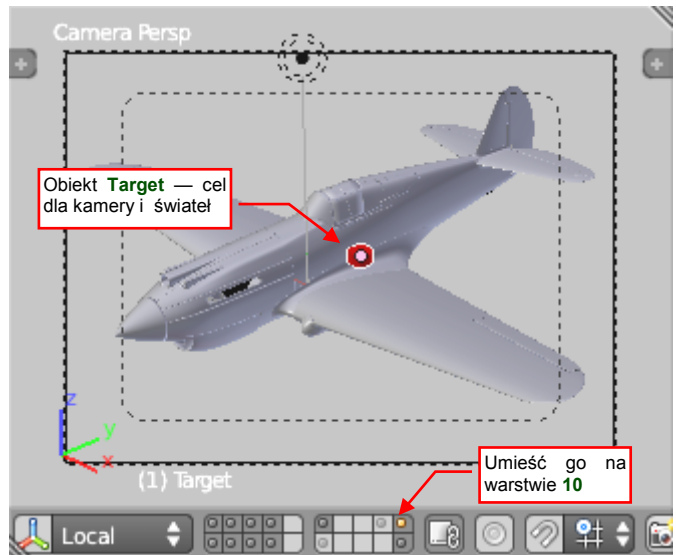 Camera Persp
Obiekt Target — cel
dla kamery i świateł
z
y
x
(1) Target
Umieść go na
warstwie 10
Local